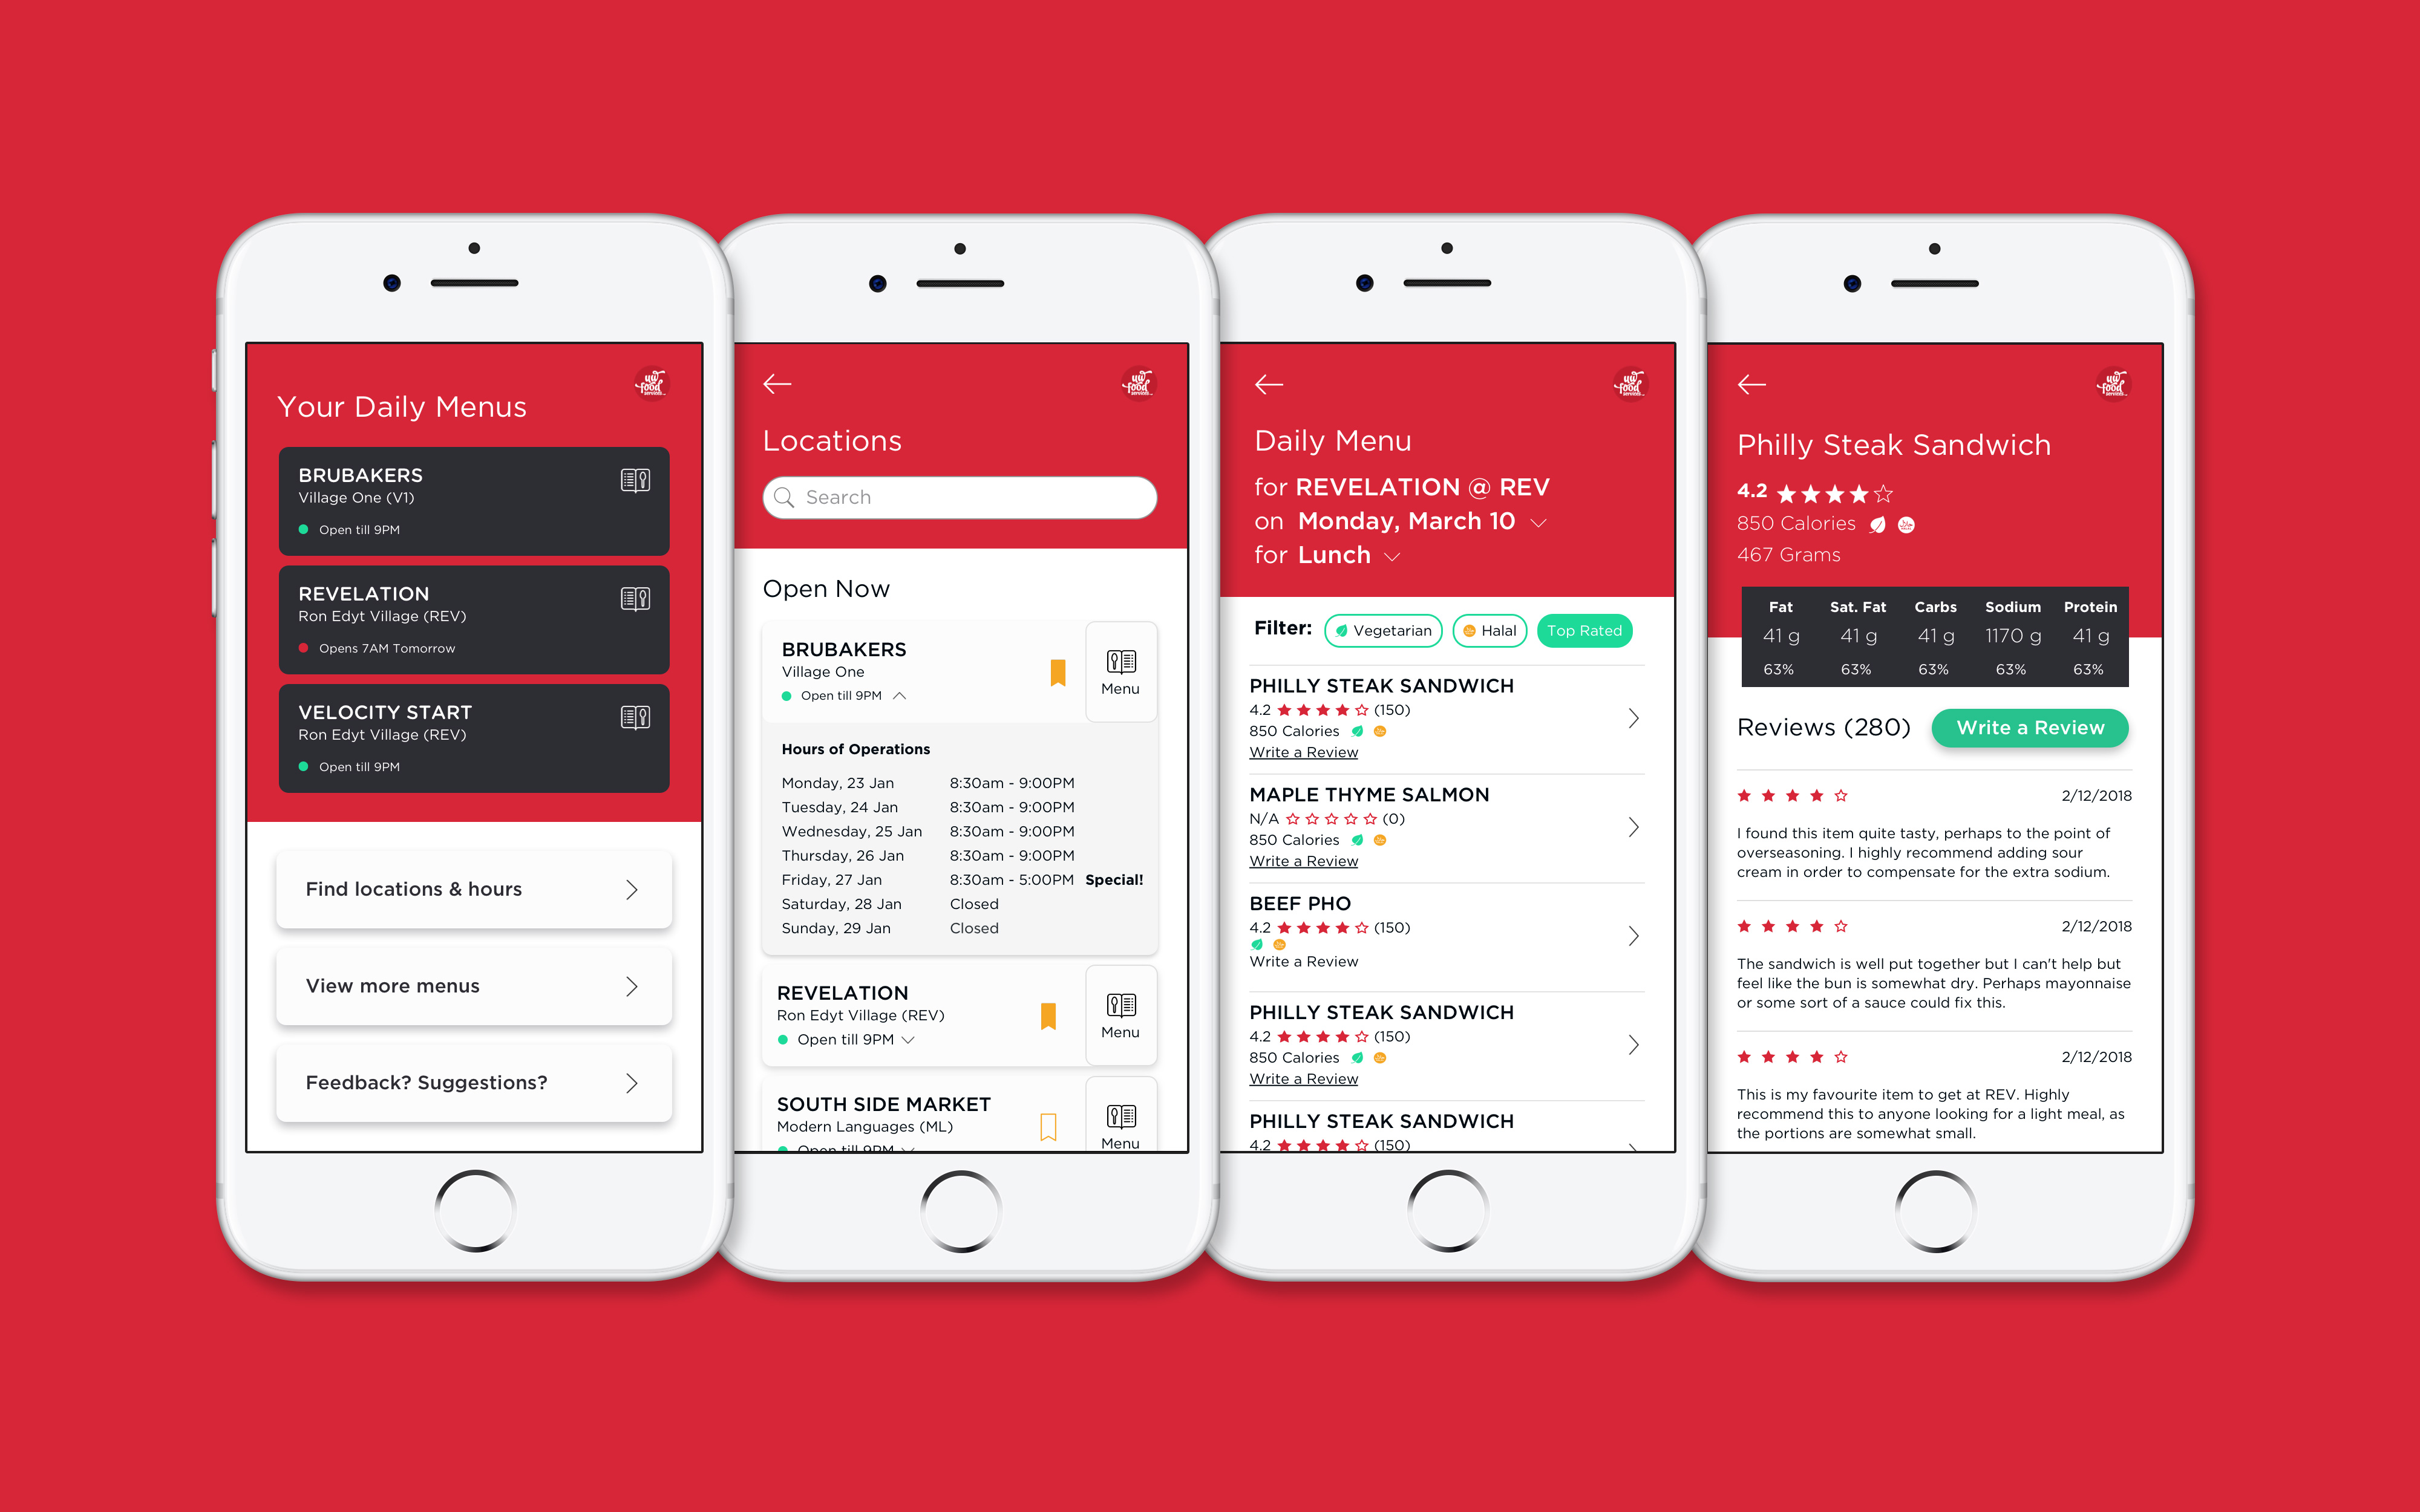 uw
food
services
Your Daily Menus
BRUBAKERS
Village One (V1)
Open till 9PM
REVELATION
Ron Edyt Village (REV)
Opens 7AM Tomorrow
VELOCITY START
Ron Edyt Village (REV)
Open till 9PM
Find locations & hours
View more menus
Feedback? Suggestions?
uw
food
services
Locations
Search
Open Now
BRUBAKERS
Village One
Open till 9PM
Menu
Hours of Operations
Monday, 23 Jan 8:30am - 9:00PM
Tuesday, 24 Jan 8:30am - 9:00PM
Wednesday, 25 Jan 8:30am - 9:00PM
Thursday, 26 Jan 8:30am - 9:00PM
Friday, 27 Jan 8:30am - 5:00PM Special!
Saturday, 28 Jan Closed
Sunday, 29 Jan Closed
REVELATION
Ron Edyt Village (REV)
Open till 9PM
Menu
SOUTH SIDE MARKET
Modern Languages (ML)
Open till 9PM
Menu
uw
food
services
Daily Menu
for REVELATION @ REV
on Monday, March 10
for Lunch
Filter: Vegetarian Halal Top Rated
PHILLY STEAK SANDWICH
4.2 (150)
850 Calories
Write a Review
MAPLE THYME SALMON
N/A (0)
850 Calories
Write a Review
BEEF PHO
4.2 (150)
Write a Review
PHILLY STEAK SANDWICH
4.2 (150)
850 Calories
Write a Review
PHILLY STEAK SANDWICH
4.2 (150)
uw
food
services
Philly Steak Sandwich
4.2
850 Calories
467 Grams
Fat Sat. Fat Carbs Sodium Protein
41 g 41 g 41 g 1170 g 41 g
63% 63% 63% 63% 63%
Reviews (280) Write a Review
2/12/2018
I found this item quite tasty, perhaps to the point of
overseasoning. I highly recommend adding sour
cream in order to compensate for the extra sodium.
2/12/2018
The sandwich is well put together but I can't help but
feel like the bun is somewhat dry. Perhaps mayonnaise
or some sort of a sauce could fix this.
2/12/2018
This is my favourite item to get at REV. Highly
recommend this to anyone looking for a light meal, as
the portions are somewhat small.